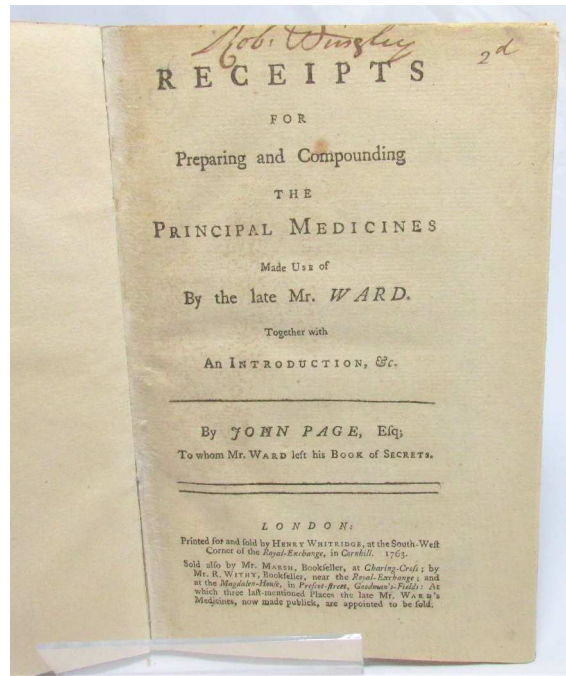 Rob: Wingley
2d
RECEIPTS
FOR
Preparing and Compounding
THE
PRINCIPAL MEDICINES
Made USE of
By the late Mr. WARD.
Together with
An INTRODUCTION, &c.
By JOHN PAGE, Eſq;
To whom Mr. WARD left his BOOK of SECRETS.
LONDON:
Printed for and ſold by HENRY WHITRIDGE, at the South-Weſt
Corner of the Royal-Exchange, in Cornhill. 1763.
Sold alſo by Mr. MARSH, Bookſeller, at Charing-Croſs; by
Mr. R. WITHY, Bookſeller, near the Royal-Exchange; and
at the Magdalen-Houſe, in Preſcot-ſtreet, Goodman's-Fields: At
which three laſt-mentioned Places the late Mr. WARD's
Medicines, now made publick, are appointed to be ſold.